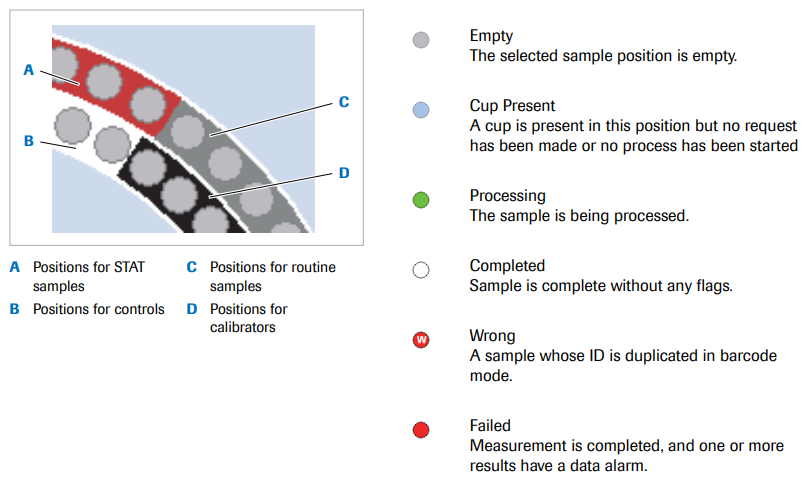 A
B
C
D
A Positions for STAT
samples
B Positions for controls
C Positions for routine
samples
D Positions for
calibrators
Empty
The selected sample position is empty.
Cup Present
A cup is present in this position but no request
has been made or no process has been started
Processing
The sample is being processed.
Completed
Sample is complete without any flags.
W
Wrong
A sample whose ID is duplicated in barcode
mode.
Failed
Measurement is completed, and one or more
results have a data alarm.